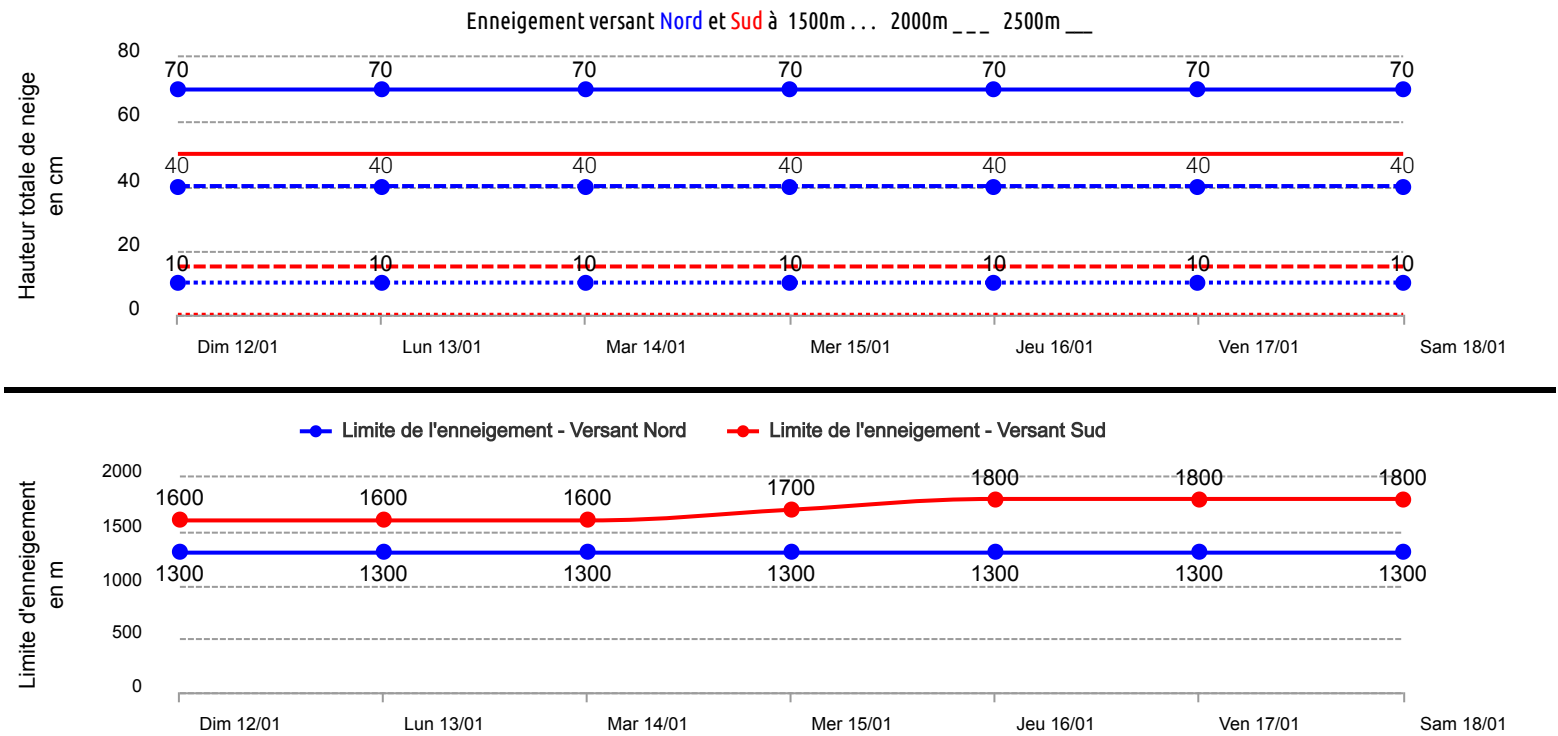 Enneigement versant Nord et Sud à 1500m . . . 2000m _ _ _ 2500m __
Hauteur totale de neige
en cm
80
60
40
20
0
70 70 70 70 70 70 70
40 40 40 40 40 40 40
10 10 10 10 10 10 10
Dim 12/01 Lun 13/01 Mar 14/01 Mer 15/01 Jeu 16/01 Ven 17/01 Sam 18/01
Limite de l'enneigement - Versant Nord Limite de l'enneigement - Versant Sud
Limite d'enneigement
en m
2000
1500
1000
500
0
1600 1600 1600 1700 1800 1800 1800
1300 1300 1300 1300 1300 1300 1300
Dim 12/01 Lun 13/01 Mar 14/01 Mer 15/01 Jeu 16/01 Ven 17/01 Sam 18/01